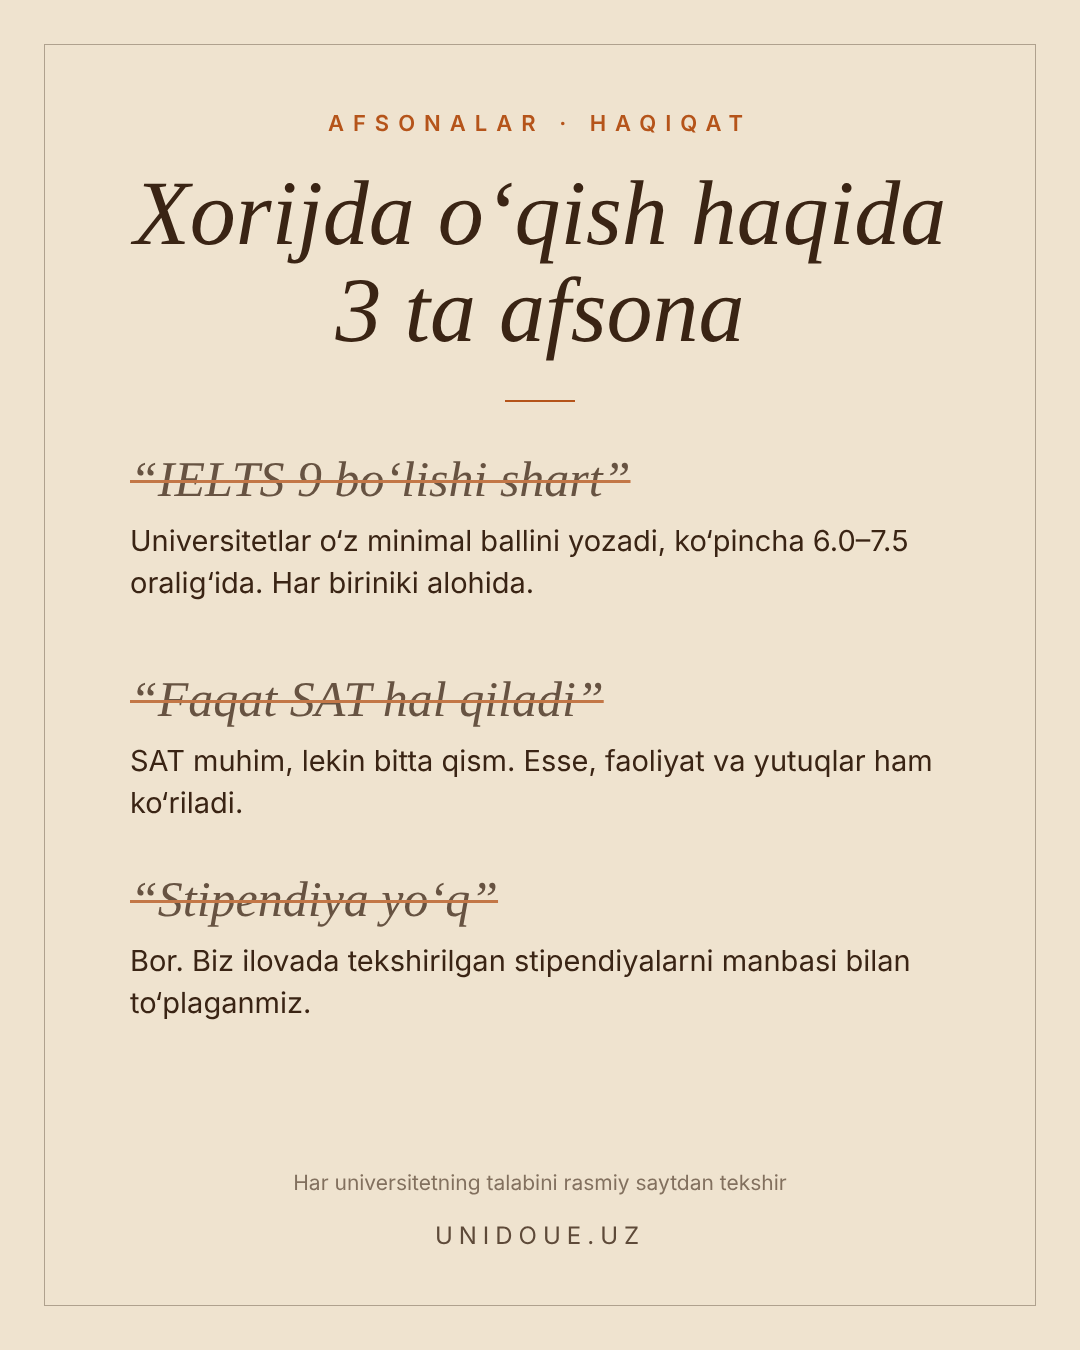 AFSONALAR · HAQIQAT
Xorijda o‘qish haqida
3 ta afsona
“IELTS 9 bo‘lishi shart”
Universitetlar o‘z minimal ballini yozadi, ko‘pincha 6.0–7.5
oralig‘ida. Har biriniki alohida.
“Faqat SAT hal qiladi”
SAT muhim, lekin bitta qism. Esse, faoliyat va yutuqlar ham
ko‘riladi.
“Stipendiya yo‘q”
Bor. Biz ilovada tekshirilgan stipendiyalarni manbasi bilan
to‘plaganmiz.
Har universitetning talabini rasmiy saytdan tekshir
UNIDOUE.UZ